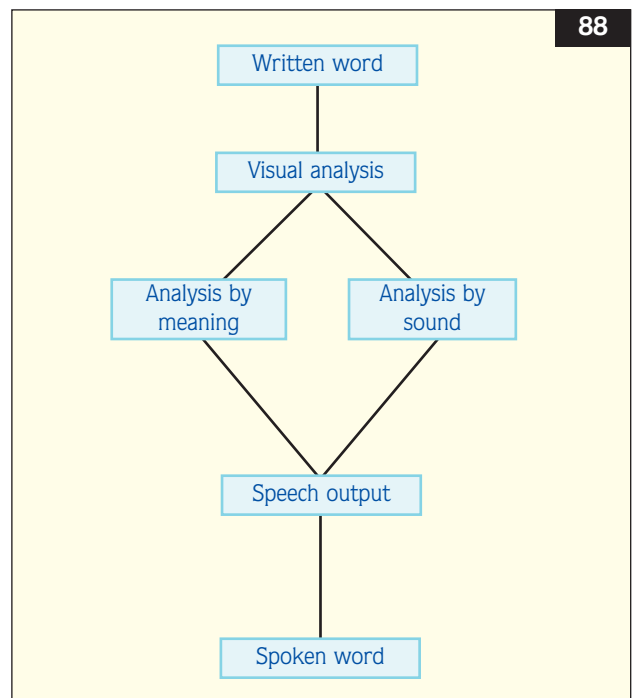 88
Written word
Visual analysis
Analysis by
meaning
Analysis by
sound
Speech output
Spoken word